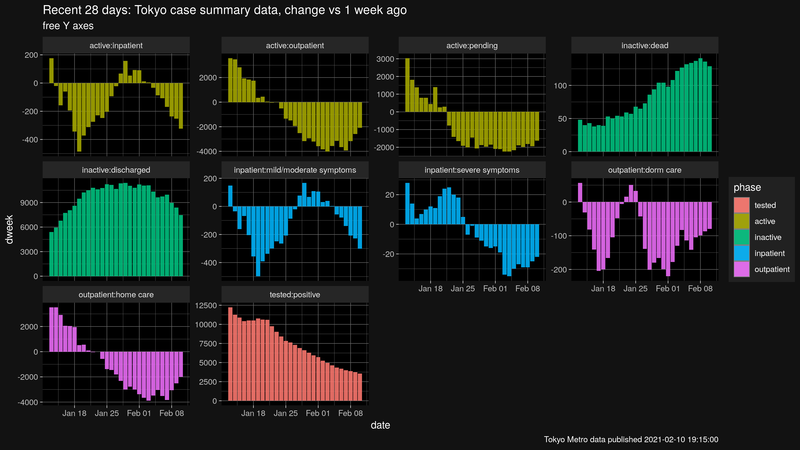 Recent 28 days: Tokyo case summary data, change vs 1 week ago
free Y axes
active:inpatient
active:outpatient
active:pending
inactive:dead
200
0
-200
-400
2000
0
-2000
-4000
3000
2000
1000
0
-1000
-2000
100
50
0
inactive:discharged
inpatient:mild/moderate symptoms
inpatient:severe symptoms
outpatient:dorm care
9000
6000
3000
0
200
0
-200
-400
20
0
-20
0
-100
-200
Jan 18 Jan 25 Feb 01 Feb 08
Jan 18 Jan 25 Feb 01 Feb 08
outpatient:home care
tested:positive
2000
0
-2000
-4000
12500
10000
7500
5000
2500
0
Jan 18 Jan 25 Feb 01 Feb 08
Jan 18 Jan 25 Feb 01 Feb 08
dweek
date
phase
tested
active
inactive
inpatient
outpatient
Tokyo Metro data published 2021-02-10 19:15:00